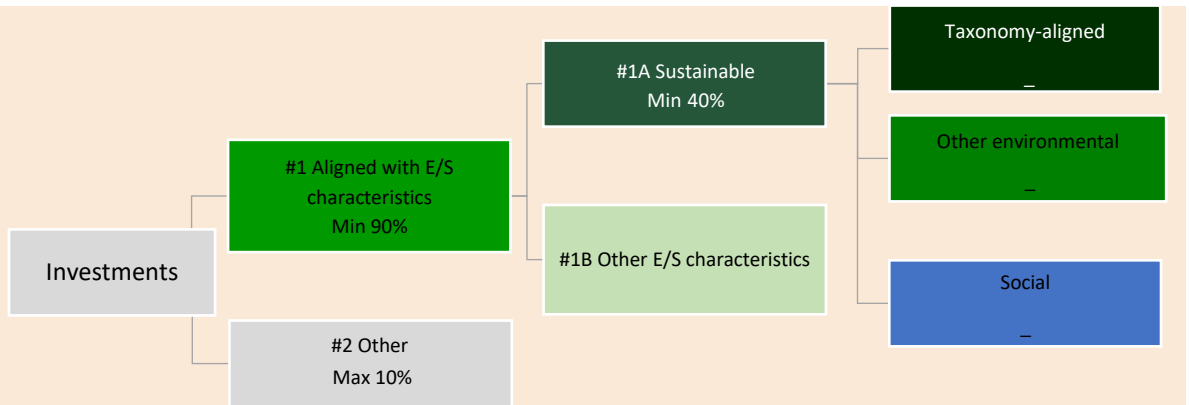 Investments
#1 Aligned with E/S
characteristics
Min 90%
#2 Other
Max 10%
#1A Sustainable
Min 40%
#1B Other E/S characteristics
Taxonomy-aligned
_
Other environmental
_
Social
_